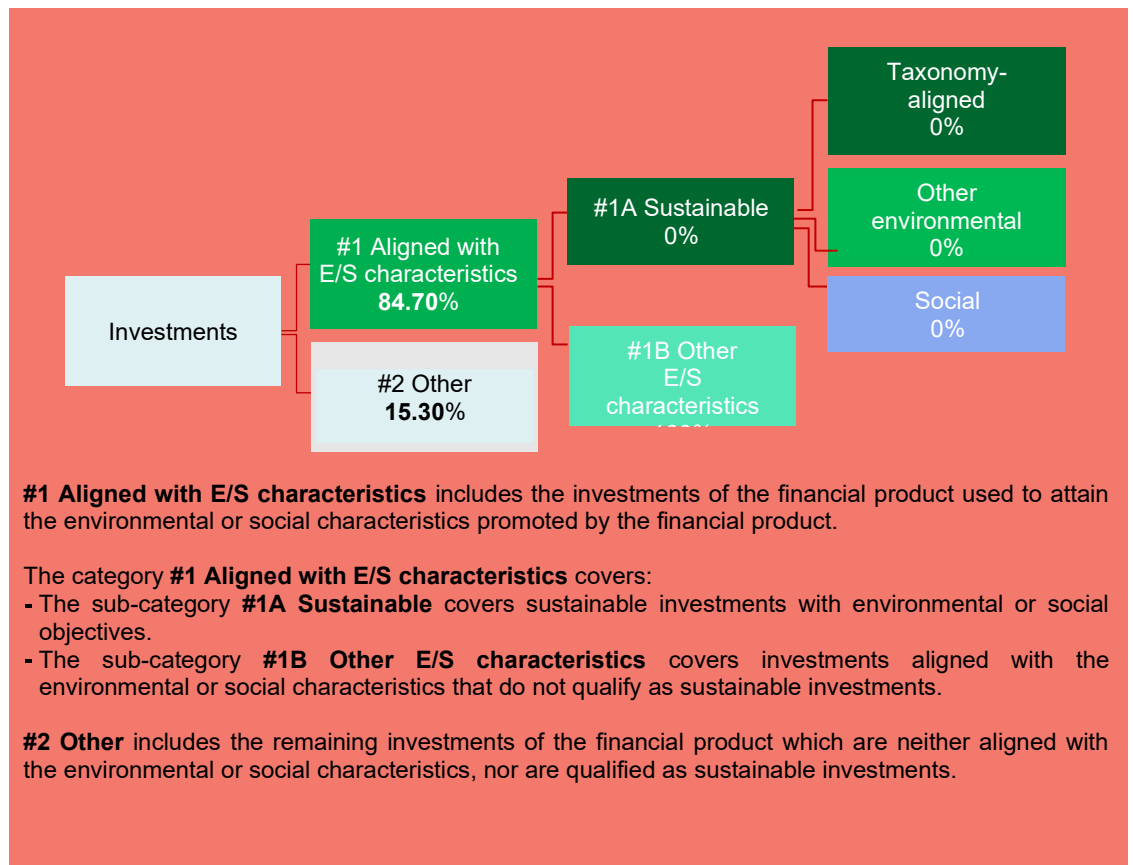 Taxonomy-
aligned
0%
#1A Sustainable
0%
Other
environmental
0%
#1 Aligned with
E/S characteristics
84.70%
Social
0%
Investments
#1B Other
E/S
characteristics
#2 Other
15.30%
#1 Aligned with E/S characteristics includes the investments of the financial product used to attain
the environmental or social characteristics promoted by the financial product.
The category #1 Aligned with E/S characteristics covers:
- The sub-category #1A Sustainable covers sustainable investments with environmental or social
objectives.
- The sub-category #1B Other E/S characteristics covers investments aligned with the
environmental or social characteristics that do not qualify as sustainable investments.
#2 Other includes the remaining investments of the financial product which are neither aligned with
the environmental or social characteristics, nor are qualified as sustainable investments.